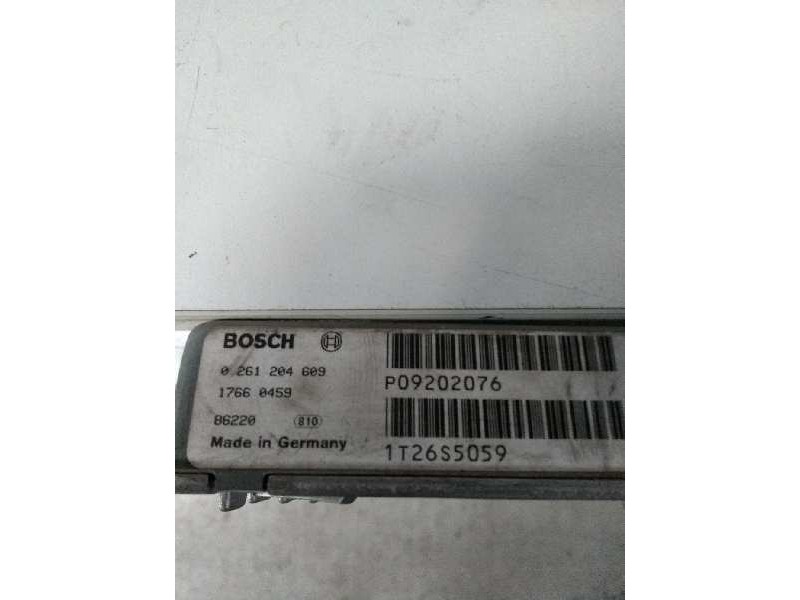 BOSCH
0 261 204 609
1766 0459
86220 810
Made in Germany
P09202076
1T26S5059